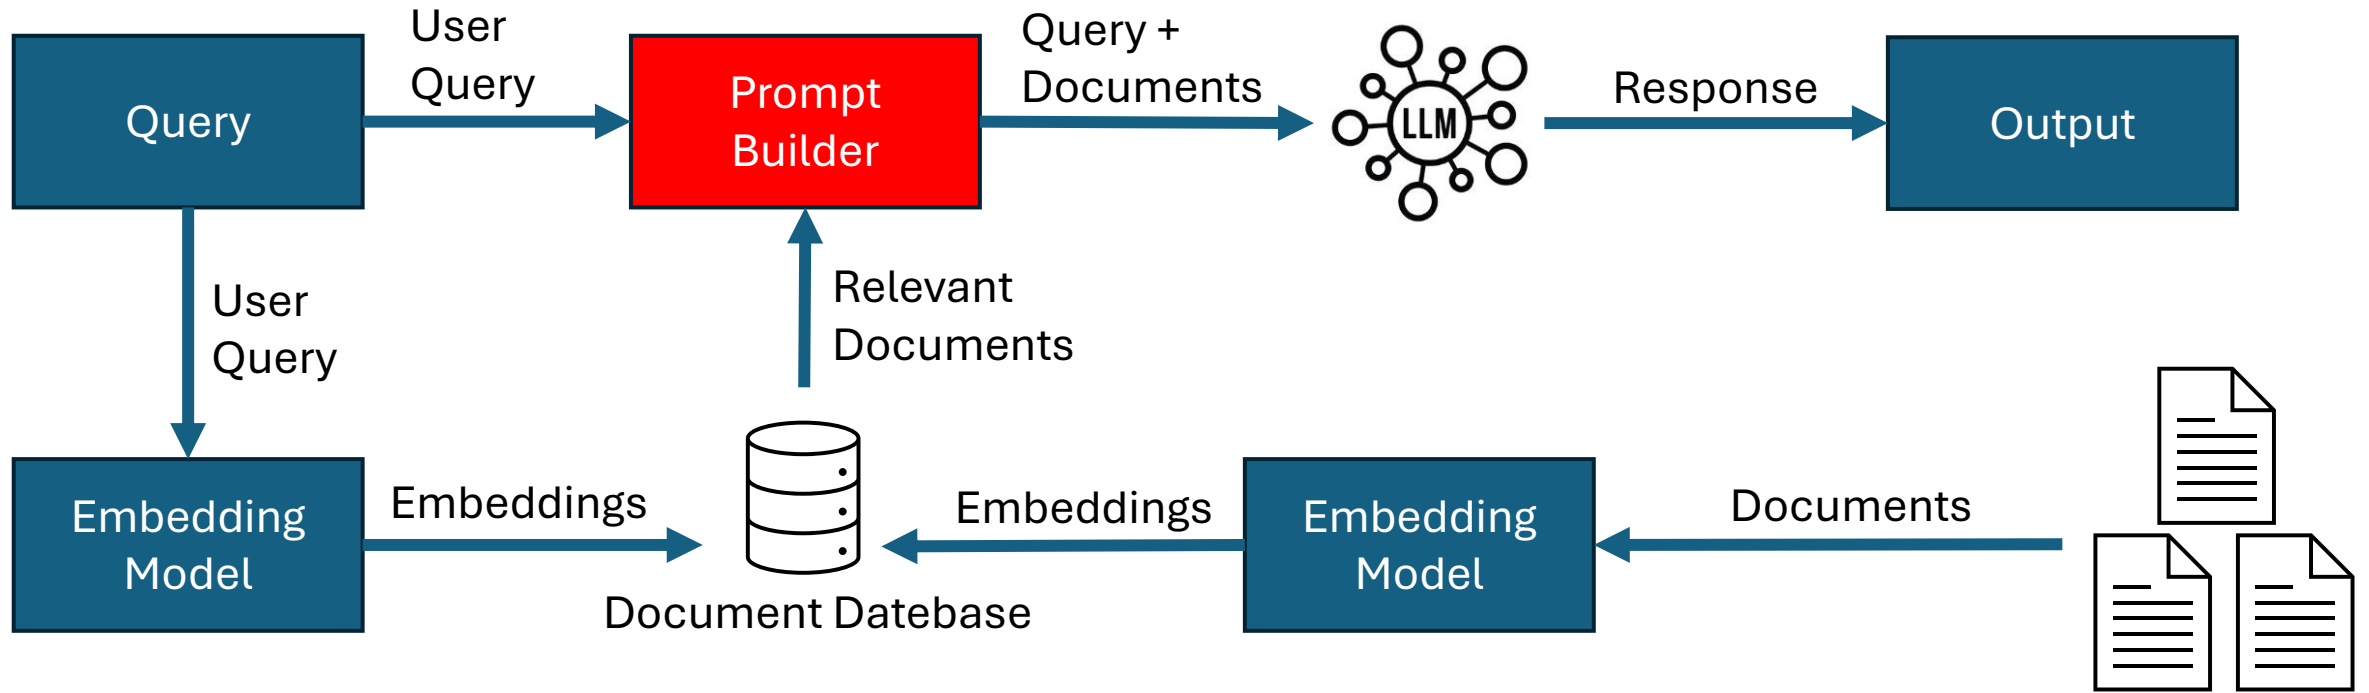 User
Query
Query
Prompt
Builder
Query +
Documents
LLM
Response
Output
User
Query
Relevant
Documents
Embedding
Model
Embeddings
Document Datebase
Embeddings
Embedding
Model
Documents